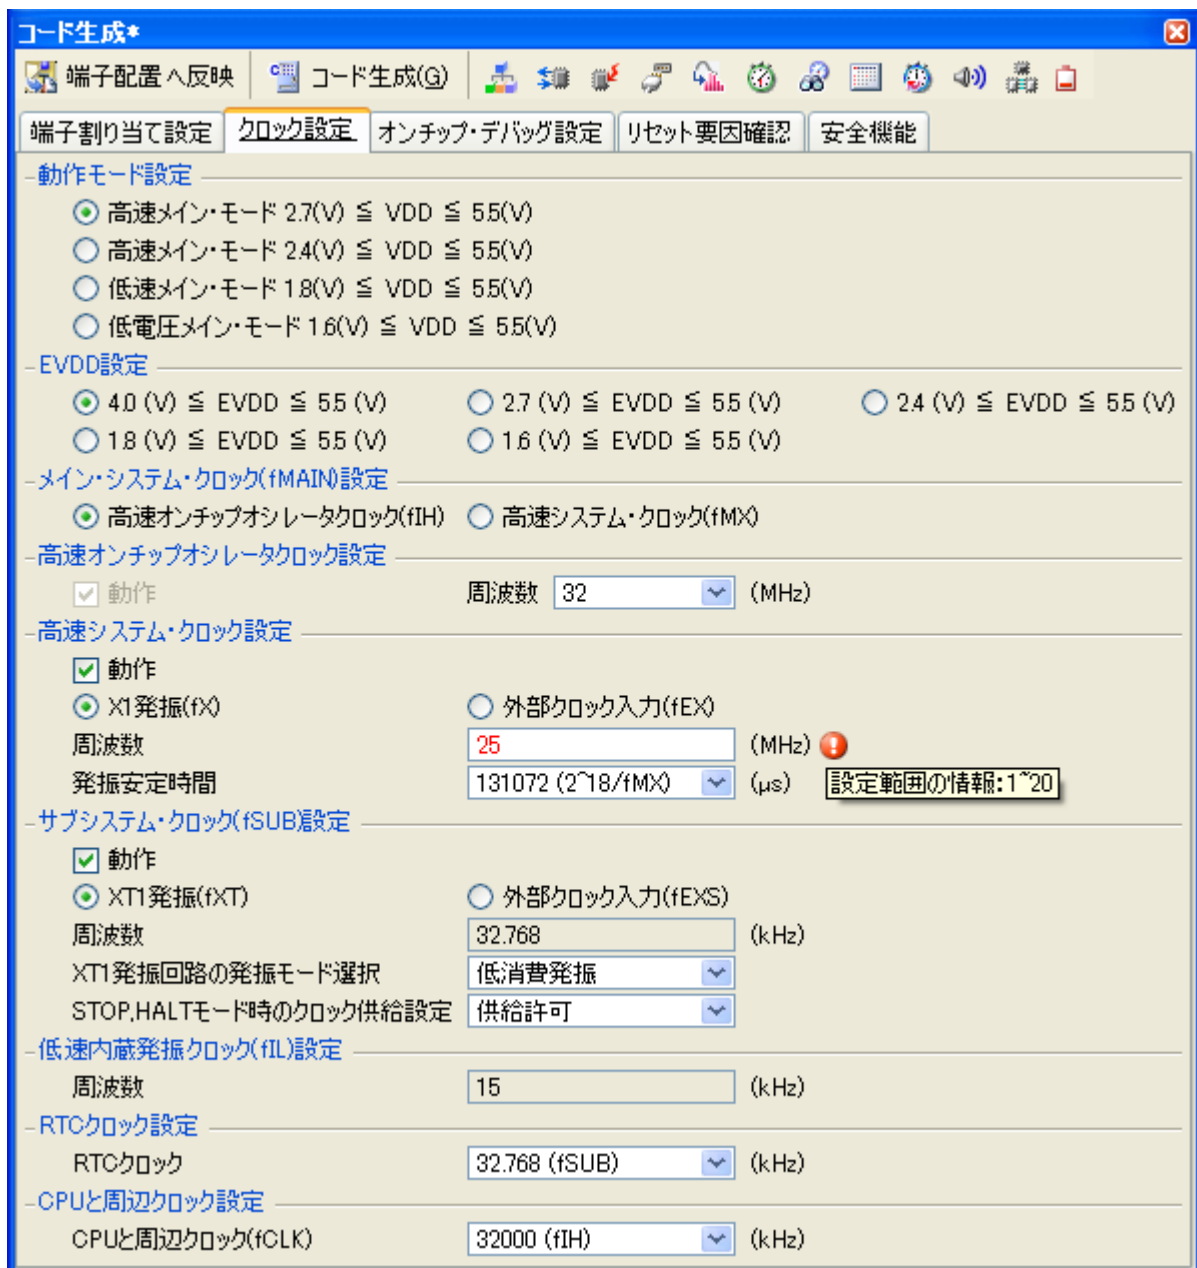 コード生成*
端子配置へ反映 コード生成(G)
端子割り当て設定 クロック設定 オンチップ・デバッグ設定 リセット要因確認 安全機能
動作モード設定
高速メイン・モード 2.7(V) ≦ VDD ≦ 5.5(V)
高速メイン・モード 2.4(V) ≦ VDD ≦ 5.5(V)
低速メイン・モード 1.8(V) ≦ VDD ≦ 5.5(V)
低電圧メイン・モード 1.6(V) ≦ VDD ≦ 5.5(V)
EVDD設定
4.0 (V) ≦ EVDD ≦ 5.5 (V) 2.7 (V) ≦ EVDD ≦ 5.5 (V) 2.4 (V) ≦ EVDD ≦ 5.5 (V)
1.8 (V) ≦ EVDD ≦ 5.5 (V) 1.6 (V) ≦ EVDD ≦ 5.5 (V)
メイン・システム・クロック(fMAIN)設定
高速オンチップオシレータクロック(fIH) 高速システム・クロック(fMX)
高速オンチップオシレータクロック設定
動作 周波数 32 (MHz)
高速システム・クロック設定
動作
X1発振(fX) 外部クロック入力(fEX)
周波数 25 (MHz)
発振安定時間 131072 (2^18/fMX) (μs) 設定範囲の情報:1~20
サブシステム・クロック(fSUB)設定
動作
XT1発振(fXT) 外部クロック入力(fEXS)
周波数 32.768 (kHz)
XT1発振回路の発振モード選択 低消費発振
STOP,HALTモード時のクロック供給設定 供給許可
低速内蔵発振クロック(fIL)設定
周波数 15 (kHz)
RTCクロック設定
RTCクロック 32.768 (fSUB) (kHz)
CPUと周辺クロック設定
CPUと周辺クロック(fCLK) 32000 (fIH) (kHz)